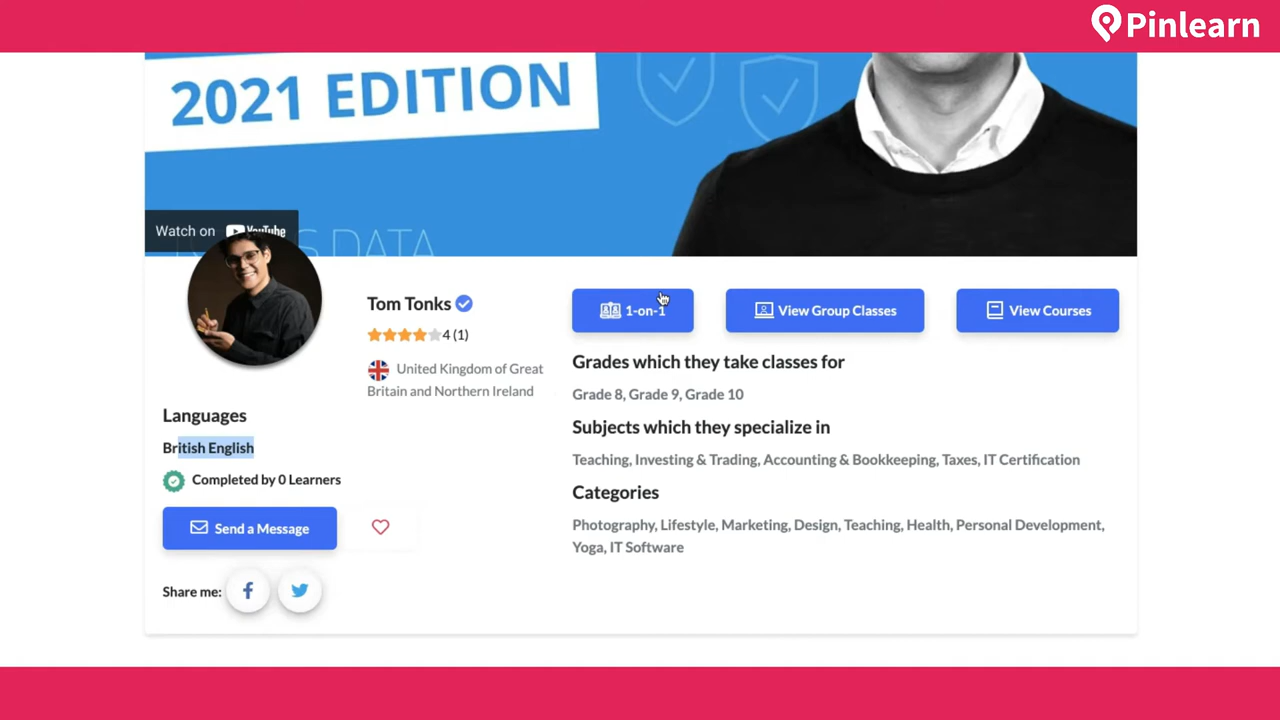 Pinlearn
2021 EDITION
Watch on YouTube
Tom Tonks
4 (1)
United Kingdom of Great
Britain and Northern Ireland
Languages
British English
Completed by 0 Learners
Send a Message
Share me:
1-on-1
View Group Classes
View Courses
Grades which they take classes for
Grade 8, Grade 9, Grade 10
Subjects which they specialize in
Teaching, Investing & Trading, Accounting & Bookkeeping, Taxes, IT Certification
Categories
Photography, Lifestyle, Marketing, Design, Teaching, Health, Personal Development,
Yoga, IT Software